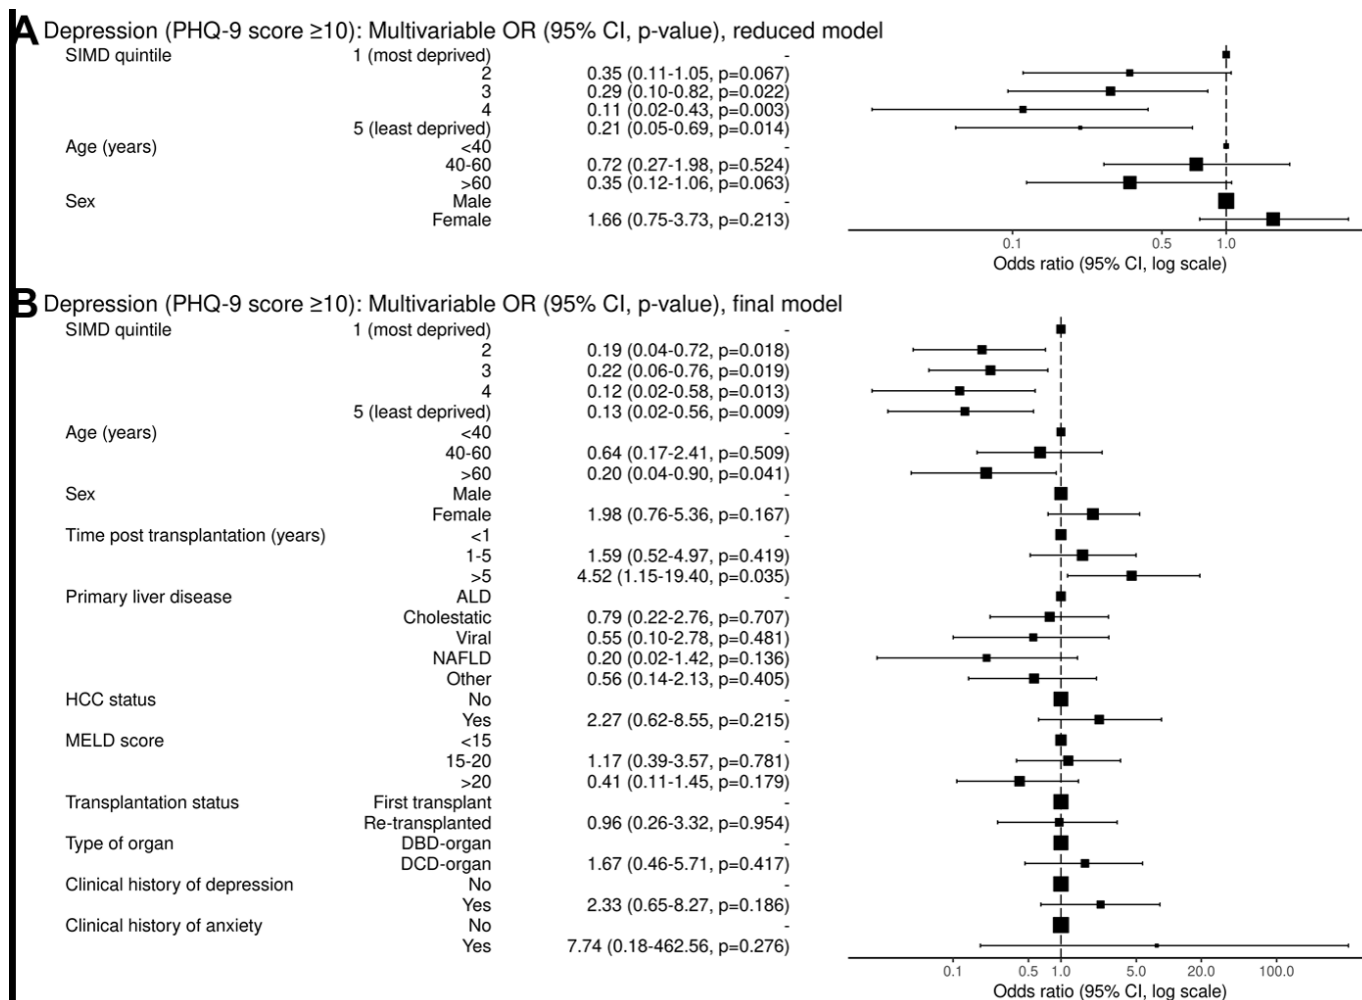 A Depression (PHQ-9 score ≥10): Multivariable OR (95% CI, p-value), reduced model
SIMD quintile 1 (most deprived) -
2 0.35 (0.11-1.05, p=0.067)
3 0.29 (0.10-0.82, p=0.022)
4 0.11 (0.02-0.43, p=0.003)
5 (least deprived) 0.21 (0.05-0.69, p=0.014)
Age (years) <40 -
40-60 0.72 (0.27-1.98, p=0.524)
>60 0.35 (0.12-1.06, p=0.063)
Sex Male -
Female 1.66 (0.75-3.73, p=0.213)
0.1 0.5 1.0
Odds ratio (95% CI, log scale)
B Depression (PHQ-9 score ≥10): Multivariable OR (95% CI, p-value), final model
SIMD quintile 1 (most deprived) -
2 0.19 (0.04-0.72, p=0.018)
3 0.22 (0.06-0.76, p=0.019)
4 0.12 (0.02-0.58, p=0.013)
5 (least deprived) 0.13 (0.02-0.56, p=0.009)
Age (years) <40 -
40-60 0.64 (0.17-2.41, p=0.509)
>60 0.20 (0.04-0.90, p=0.041)
Sex Male -
Female 1.98 (0.76-5.36, p=0.167)
Time post transplantation (years) <1 -
1-5 1.59 (0.52-4.97, p=0.419)
>5 4.52 (1.15-19.40, p=0.035)
Primary liver disease ALD -
Cholestatic 0.79 (0.22-2.76, p=0.707)
Viral 0.55 (0.10-2.78, p=0.481)
NAFLD 0.20 (0.02-1.42, p=0.136)
Other 0.56 (0.14-2.13, p=0.405)
HCC status No -
Yes 2.27 (0.62-8.55, p=0.215)
MELD score <15 -
15-20 1.17 (0.39-3.57, p=0.781)
>20 0.41 (0.11-1.45, p=0.179)
Transplantation status First transplant -
Re-transplanted 0.96 (0.26-3.32, p=0.954)
Type of organ DBD-organ -
DCD-organ 1.67 (0.46-5.71, p=0.417)
Clinical history of depression No -
Yes 2.33 (0.65-8.27, p=0.186)
Clinical history of anxiety No -
Yes 7.74 (0.18-462.56, p=0.276)
0.1 0.5 1.0 5.0 20.0 100.0
Odds ratio (95% CI, log scale)